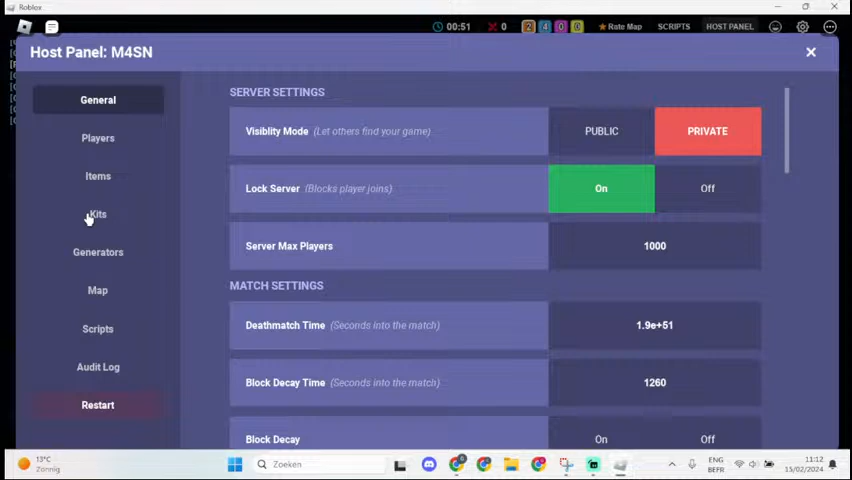 Roblox
00:51
0
2 4 0 0
Rate Map
SCRIPTS
HOST PANEL
Host Panel: M4SN
General
Players
Items
Kits
Generators
Map
Scripts
Audit Log
Restart
SERVER SETTINGS
Visiblity Mode (Let others find your game)
PUBLIC
PRIVATE
Lock Server (Blocks player joins)
On
Off
Server Max Players
1000
MATCH SETTINGS
Deathmatch Time (Seconds into the match)
1.9e+51
Block Decay Time (Seconds into the match)
1260
Block Decay
On
Off
13°C
Zonnig
Zoeken
ENG
BEFR
11:12
15/02/2024